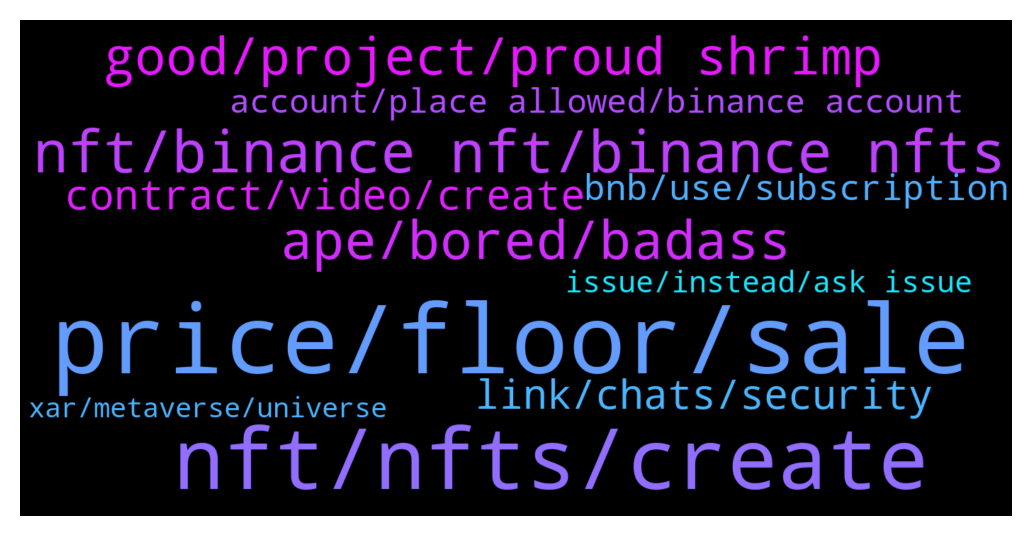 good/project/proud shrimp
account/place allowed/binance account
nft/binance nft/binance nfts
contract/video/create
bnb/use/subscription
ape/bored/badass
issue/instead/ask issue
price/floor/sale
link/chats/security
xar/metaverse/universe
nft/nfts/create